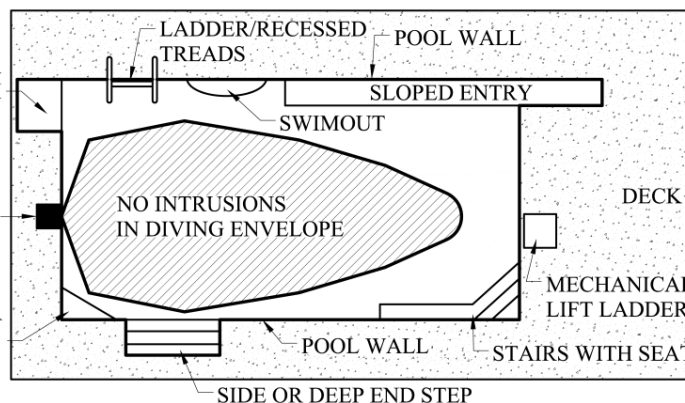 LADDER/RECESSED
TREADS
POOL WALL
SLOPED ENTRY
SWIMOUT
NO INTRUSIONS
IN DIVING ENVELOPE
DECK
MECHANICAL
LIFT LADDER
POOL WALL
STAIRS WITH SEAT
SIDE OR DEEP END STEP